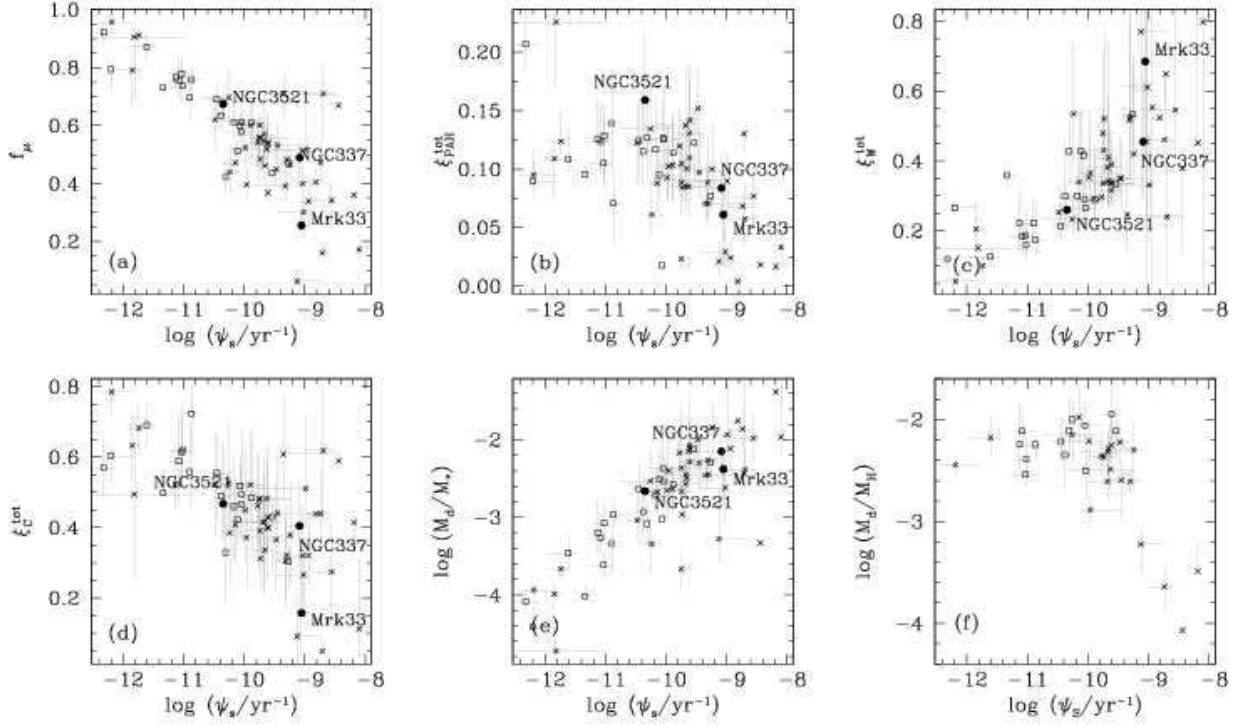 1.0
0.8
0.6
0.4
0.2
f_μ
NGC3521
NGC337
Mrk33
(a)
−12 −11 −10 −9 −8
log (ψ_s/yr⁻¹)
0.20
0.15
0.10
0.05
0.00
ξ_PAH^tot
NGC3521
NGC337
Mrk33
(b)
−12 −11 −10 −9 −8
log (ψ_s/yr⁻¹)
0.8
0.6
0.4
0.2
ξ_W^tot
Mrk33
NGC337
NGC3521
(c)
−12 −11 −10 −9 −8
log (ψ_s/yr⁻¹)
0.8
0.6
0.4
0.2
ξ_C^tot
NGC3521
NGC337
Mrk33
(d)
−12 −11 −10 −9 −8
log (ψ_s/yr⁻¹)
−2
−3
−4
log (M_d/M_*)
NGC337
Mrk33
NGC3521
(e)
−12 −11 −10 −9 −8
log (ψ_s/yr⁻¹)
−2
−3
−4
log (M_d/M_H)
(f)
−12 −11 −10 −9 −8
log (ψ_S/yr⁻¹)